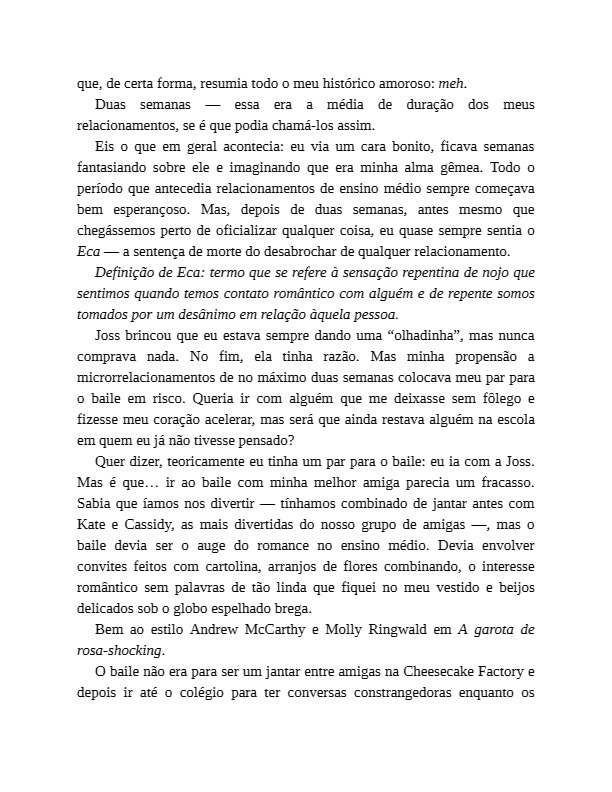 que, de certa forma, resumia todo o meu histórico amoroso: meh.
Duas semanas — essa era a média de duração dos meus
relacionamentos, se é que podia chamá-los assim.
Eis o que em geral acontecia: eu via um cara bonito, ficava semanas
fantasiando sobre ele e imaginando que era minha alma gêmea. Todo o
período que antecedia relacionamentos de ensino médio sempre começava
bem esperançoso. Mas, depois de duas semanas, antes mesmo que
chegássemos perto de oficializar qualquer coisa, eu quase sempre sentia o
Eca — a sentença de morte do desabrochar de qualquer relacionamento.
Definição de Eca: termo que se refere à sensação repentina de nojo que
sentimos quando temos contato romântico com alguém e de repente somos
tomados por um desânimo em relação àquela pessoa.
Joss brincou que eu estava sempre dando uma “olhadinha”, mas nunca
comprava nada. No fim, ela tinha razão. Mas minha propensão a
microrrelacionamentos de no máximo duas semanas colocava meu par para
o baile em risco. Queria ir com alguém que me deixasse sem fôlego e
fizesse meu coração acelerar, mas será que ainda restava alguém na escola
em quem eu já não tivesse pensado?
Quer dizer, teoricamente eu tinha um par para o baile: eu ia com a Joss.
Mas é que… ir ao baile com minha melhor amiga parecia um fracasso.
Sabia que íamos nos divertir — tínhamos combinado de jantar antes com
Kate e Cassidy, as mais divertidas do nosso grupo de amigas —, mas o
baile devia ser o auge do romance no ensino médio. Devia envolver
convites feitos com cartolina, arranjos de flores combinando, o interesse
romântico sem palavras de tão linda que fiquei no meu vestido e beijos
delicados sob o globo espelhado brega.
Bem ao estilo Andrew McCarthy e Molly Ringwald em A garota de
rosa-shocking.
O baile não era para ser um jantar entre amigas na Cheesecake Factory e
depois ir até o colégio para ter conversas constrangedoras enquanto os